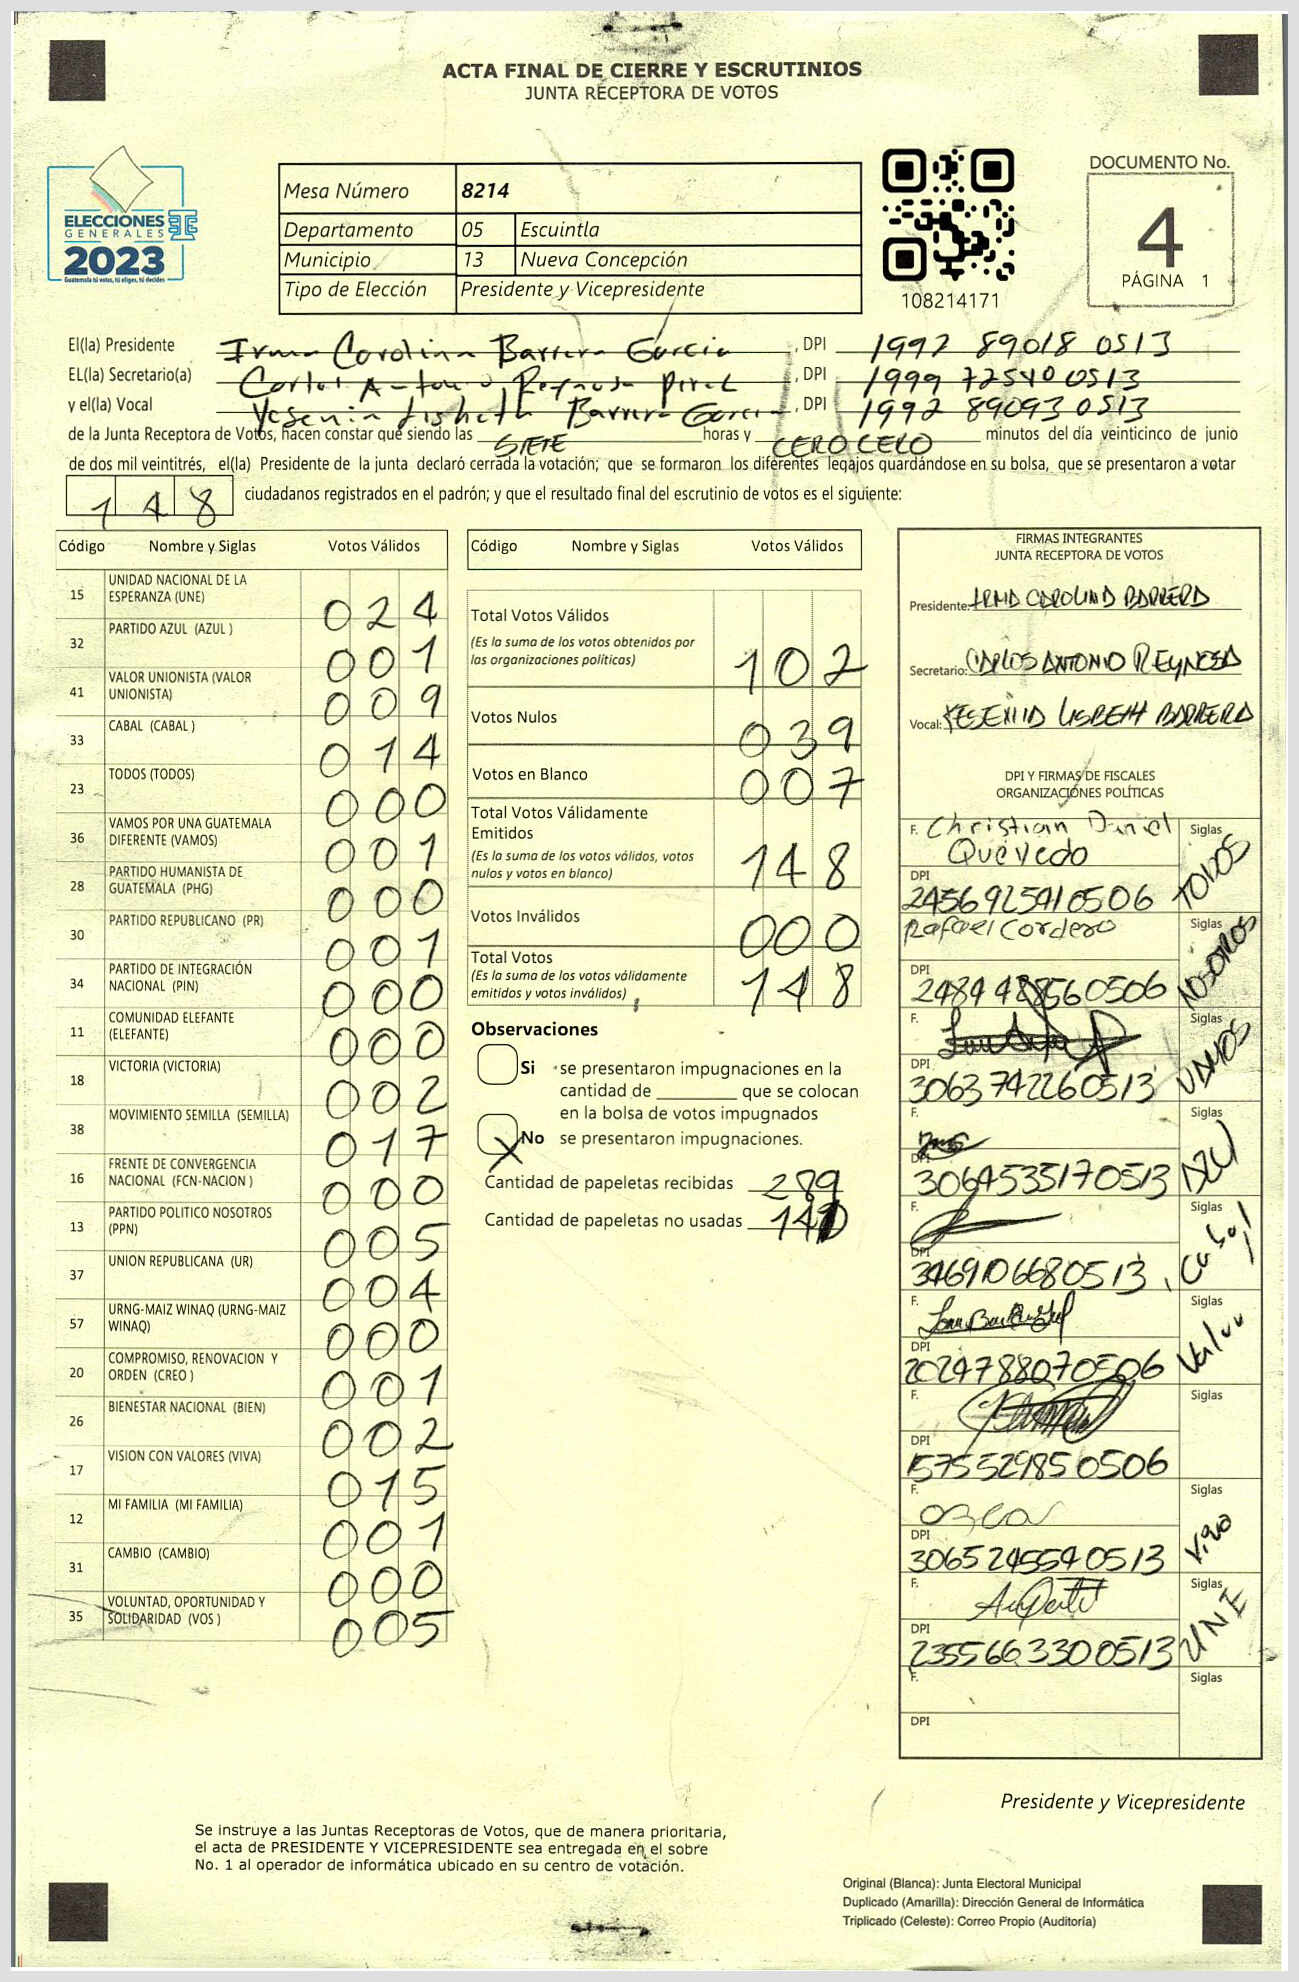 ACTA FINAL DE CIERRE Y ESCRUTINIOS
JUNTA RECEPTORA DE VOTOS
ELECCIONES
GENERALES
2023
Guatemala tú votas, tú eliges, tú decides
Mesa Número 8214
Departamento 05 Escuintla
Municipio 13 Nueva Concepción
Tipo de Elección Presidente y Vicepresidente
108214171
DOCUMENTO No.
4
PÁGINA 1
El(la) Presidente Irma Carolina Barrera Garcia, DPI 1992 89018 0513
EL(la) Secretario(a) Carlos Antonio Reynosa, DPI 1999 72540 0513
y el(la) Vocal Yesenia Lisbeth Barrera Garcia, DPI 1992 89093 0513
de la Junta Receptora de Votos, hacen constar que siendo las SIETE horas y CERO CERO minutos del día veinticinco de junio
de dos mil veintitrés, el(la) Presidente de la junta declaró cerrada la votación; que se formaron los diferentes legajos guardándose en su bolsa, que se presentaron a votar
148 ciudadanos registrados en el padrón; y que el resultado final del escrutinio de votos es el siguiente:
Código Nombre y Siglas Votos Válidos
15 UNIDAD NACIONAL DE LA
ESPERANZA (UNE) 024
32 PARTIDO AZUL (AZUL ) 001
41 VALOR UNIONISTA (VALOR
UNIONISTA) 009
33 CABAL (CABAL ) 014
23 TODOS (TODOS) 000
36 VAMOS POR UNA GUATEMALA
DIFERENTE (VAMOS) 001
28 PARTIDO HUMANISTA DE
GUATEMALA (PHG) 000
30 PARTIDO REPUBLICANO (PR) 001
34 PARTIDO DE INTEGRACIÓN
NACIONAL (PIN) 000
11 COMUNIDAD ELEFANTE
(ELEFANTE) 000
18 VICTORIA (VICTORIA) 002
38 MOVIMIENTO SEMILLA (SEMILLA) 017
16 FRENTE DE CONVERGENCIA
NACIONAL (FCN-NACION ) 000
13 PARTIDO POLITICO NOSOTROS
(PPN) 005
37 UNION REPUBLICANA (UR) 004
57 URNG-MAIZ WINAQ (URNG-MAIZ
WINAQ) 000
20 COMPROMISO, RENOVACION Y
ORDEN (CREO ) 001
26 BIENESTAR NACIONAL (BIEN) 002
17 VISION CON VALORES (VIVA) 015
12 MI FAMILIA (MI FAMILIA) 001
31 CAMBIO (CAMBIO) 000
35 VOLUNTAD, OPORTUNIDAD Y
SOLIDARIDAD (VOS ) 005
Código Nombre y Siglas Votos Válidos
Total Votos Válidos
(Es la suma de los votos obtenidos por
las organizaciones políticas) 102
Votos Nulos 039
Votos en Blanco 007
Total Votos Válidamente
Emitidos
(Es la suma de los votos válidos, votos
nulos y votos en blanco) 148
Votos Inválidos 000
Total Votos
(Es la suma de los votos válidamente
emitidos y votos inválidos) 148
Observaciones
Si se presentaron impugnaciones en la
cantidad de ________ que se colocan
en la bolsa de votos impugnados
X No se presentaron impugnaciones.
Cantidad de papeletas recibidas 289
Cantidad de papeletas no usadas
FIRMAS INTEGRANTES
JUNTA RECEPTORA DE VOTOS
Presidente: IRMA CAROLINA BARRERA
Secretario: CARLOS ANTONIO REYNOSA
Vocal: YESENIA LISBETH BARRERA
DPI Y FIRMAS DE FISCALES
ORGANIZACIONES POLÍTICAS
F. Christian Daniel Siglas
Quevedo TODOS
DPI
2456925910506
Rafael Cordero Siglas
NOSOTROS
DPI
F. Siglas
VAMOS
DPI
3063742260513
F. Siglas
DPI
3064535170513
F. Siglas
Cabal
DPI
3469106680513
F. Siglas
Valor
DPI
2024788070506
F. Siglas
DPI
1575529850506
F. Siglas
Viva
DPI
3065245540513
F. Siglas
UNE
DPI
2355663300513
F. Siglas
DPI
Presidente y Vicepresidente
Se instruye a las Juntas Receptoras de Votos, que de manera prioritaria,
el acta de PRESIDENTE Y VICEPRESIDENTE sea entregada en el sobre
No. 1 al operador de informática ubicado en su centro de votación.
Original (Blanca): Junta Electoral Municipal
Duplicado (Amarilla): Dirección General de Informática
Triplicado (Celeste): Correo Propio (Auditoría)